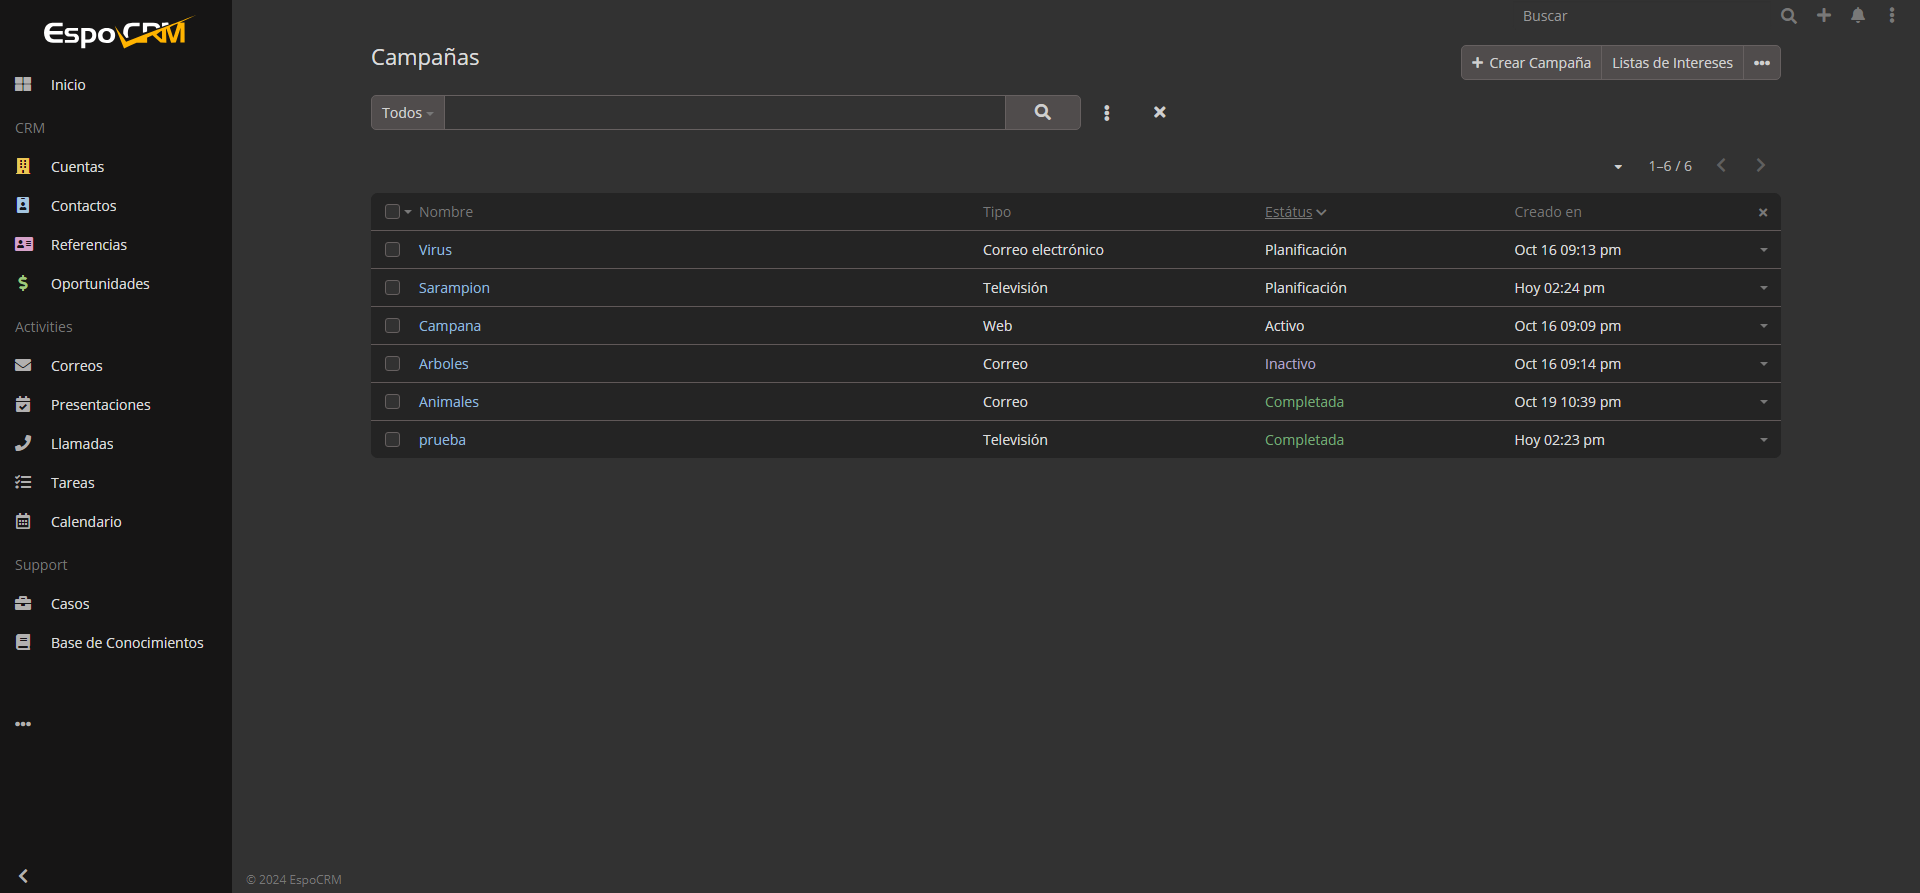 EspoCRM
Inicio
CRM
Cuentas
Contactos
Referencias
Oportunidades
Activities
Correos
Presentaciones
Llamadas
Tareas
Calendario
Support
Casos
Base de Conocimientos
Buscar
Campañas
Crear Campaña Listas de Intereses
Todos
1–6 / 6
Nombre Tipo Estátus Creado en
Virus Correo electrónico Planificación Oct 16 09:13 pm
Sarampion Televisión Planificación Hoy 02:24 pm
Campana Web Activo Oct 16 09:09 pm
Arboles Correo Inactivo Oct 16 09:14 pm
Animales Correo Completada Oct 19 10:39 pm
prueba Televisión Completada Hoy 02:23 pm
© 2024 EspoCRM